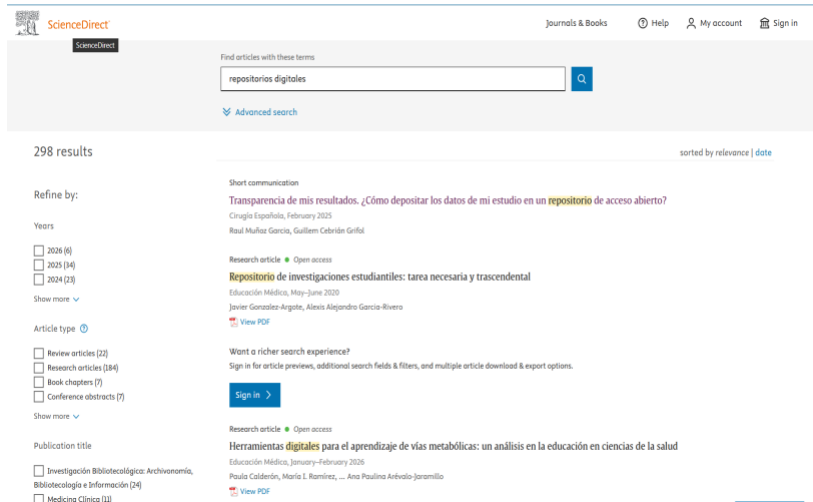 ScienceDirect®
Journals & Books
Help
My account
Sign in
ScienceDirect
Find articles with these terms
repositorios digitales
Advanced search
298 results
sorted by relevance | date
Refine by:
Years
2026 (6)
2025 (34)
2024 (23)
Show more
Article type
Review articles (22)
Research articles (184)
Book chapters (7)
Conference abstracts (7)
Show more
Publication title
Investigación Bibliotecológica: Archivonomía,
Bibliotecología e Información (24)
Medicina Clínica (11)
Short communication
Transparencia de mis resultados. ¿Cómo depositar los datos de mi estudio en un repositorio de acceso abierto?
Cirugía Española, February 2025
Raul Muñoz Garcia, Guillem Cebrián Grifol
Research article Open access
Repositorio de investigaciones estudiantiles: tarea necesaria y trascendental
Educación Médica, May–June 2020
Javier Gonzalez-Argote, Alexis Alejandro Garcia-Rivero
View PDF
Want a richer search experience?
Sign in for article previews, additional search fields & filters, and multiple article download & export options.
Sign in
Research article Open access
Herramientas digitales para el aprendizaje de vías metabólicas: un análisis en la educación en ciencias de la salud
Educación Médica, January–February 2026
Paula Calderón, María I. Ramírez, ... Ana Paulina Arévalo-Jaramillo
View PDF